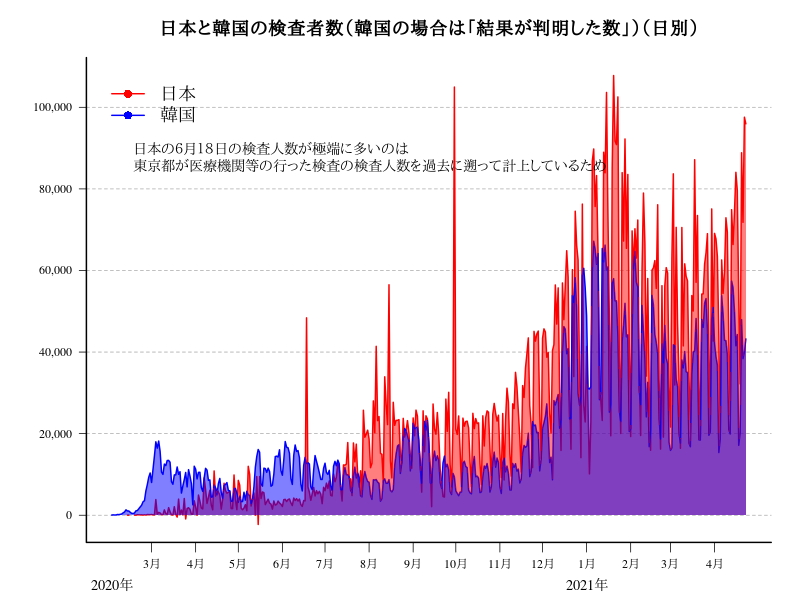 日本と韓国の検査者数(韓国の場合は「結果が判明した数」)(日別)
日本
韓国
日本の6月18日の検査人数が極端に多いのは
東京都が医療機関等の行った検査の検査人数を過去に遡って計上しているため
100,000
80,000
60,000
40,000
20,000
0
3月 4月 5月 6月 7月 8月 9月 10月 11月 12月 1月 2月 3月 4月
2020年 2021年